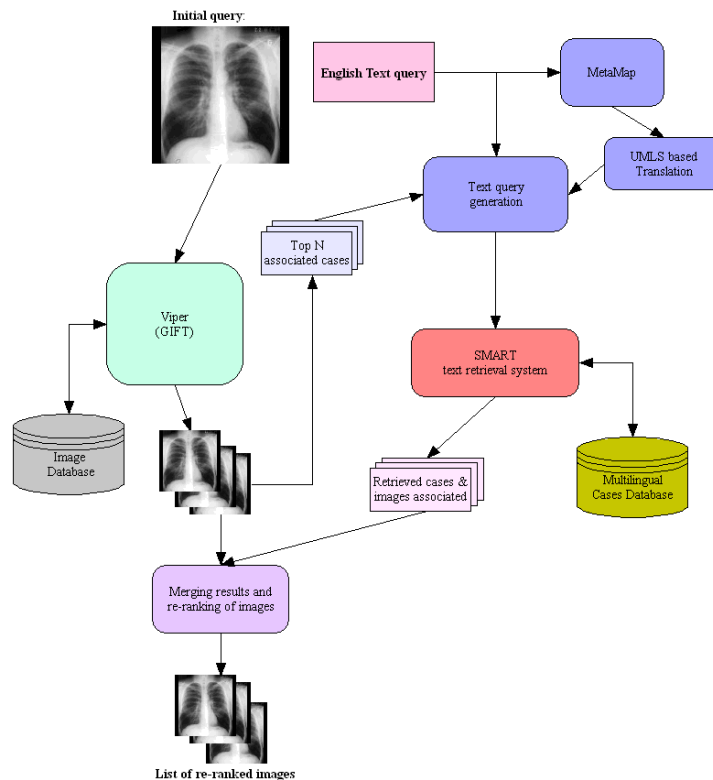 Initial query:
English Text query
MetaMap
UMLS based
Translation
Text query
generation
Top N
associated cases
Viper
(GIFT)
SMART
text retrieval system
Image
Database
Retrieved cases &
images associated
Multilingual
Cases Database
Merging results and
re-ranking of images
List of re-ranked images